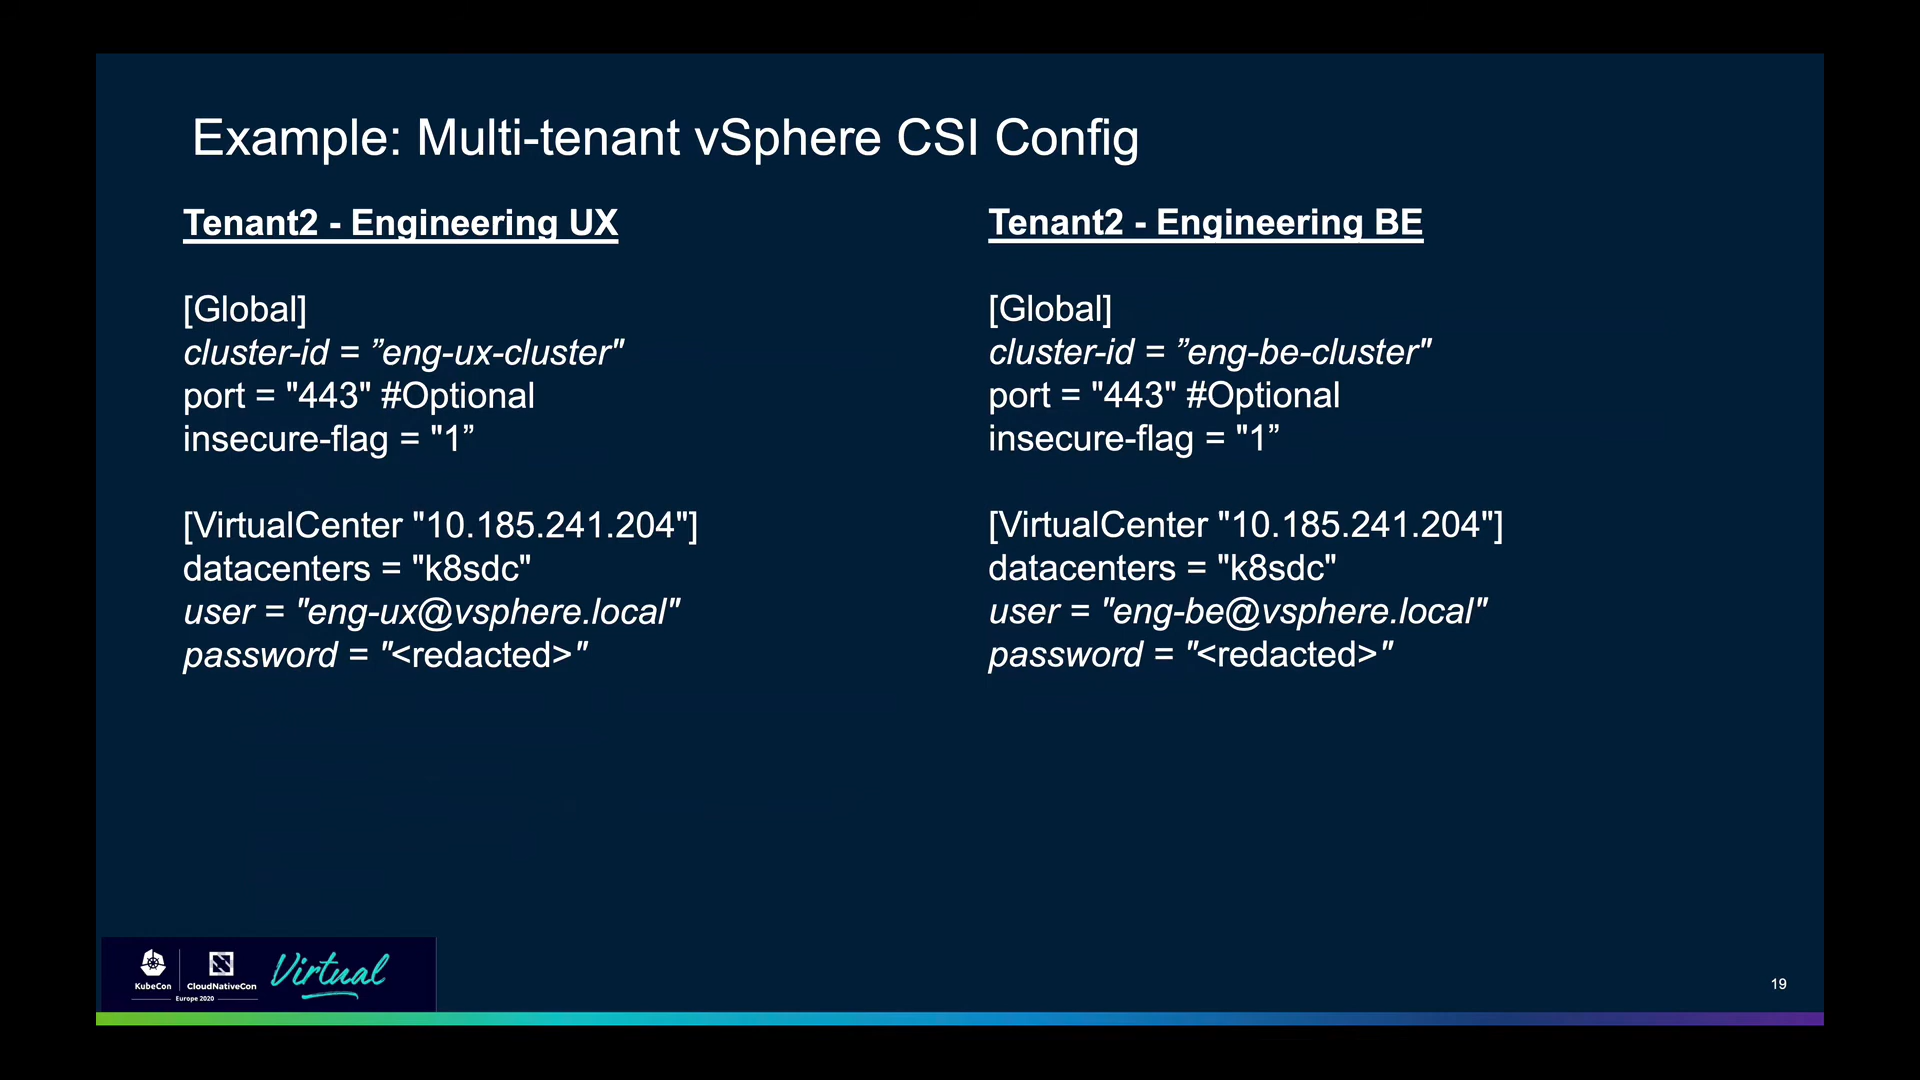 Example: Multi-tenant vSphere CSI Config
Tenant2 - Engineering UX
[Global]
cluster-id = ”eng-ux-cluster"
port = "443" #Optional
insecure-flag = "1”
[VirtualCenter "10.185.241.204"]
datacenters = "k8sdc"
user = "eng-ux@vsphere.local"
password = "<redacted>"
Tenant2 - Engineering BE
[Global]
cluster-id = ”eng-be-cluster"
port = "443" #Optional
insecure-flag = "1”
[VirtualCenter "10.185.241.204"]
datacenters = "k8sdc"
user = "eng-be@vsphere.local"
password = "<redacted>"
KubeCon CloudNativeCon
Europe 2020
Virtual
19